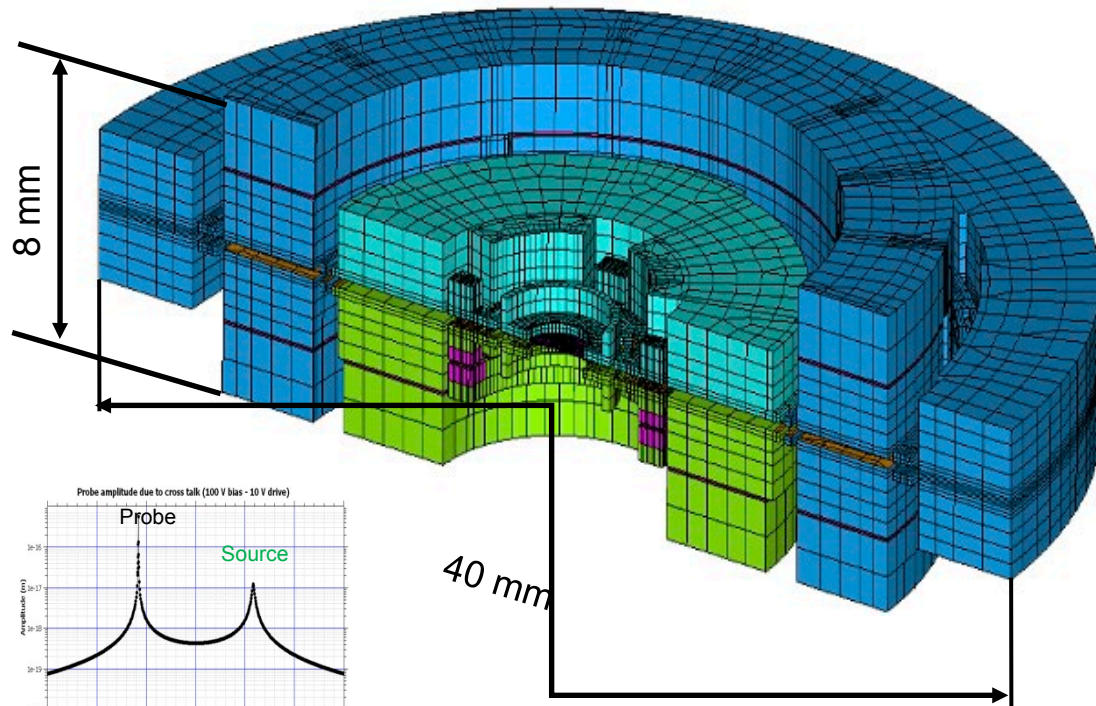 8 mm
40 mm
Probe amplitude due to cross talk (100 V bias - 10 V drive)
Probe
Source
Amplitude (m)
1e-16
1e-17
1e-18
1e-19